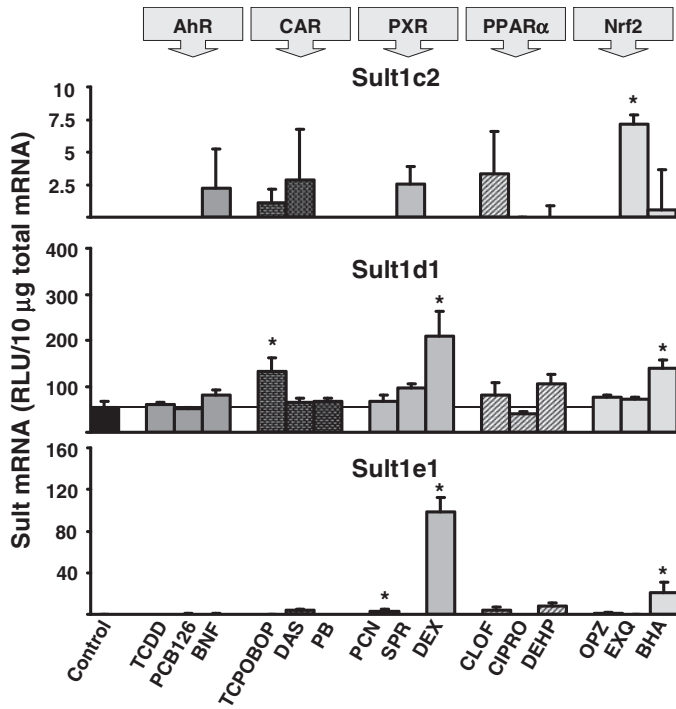 AhR CAR PXR PPARα Nrf2
Sult1c2
10
7.5
5
2.5
*
Sult mRNA (RLU/10 µg total mRNA)
Sult1d1
400
300
200
100
* * *
Sult1e1
160
120
80
40
* * *
Control TCDD PCB126 BNF TCPOBOP DAS PB PCN SPR DEX CLOF CIPRO DEHP OPZ EXQ BHA